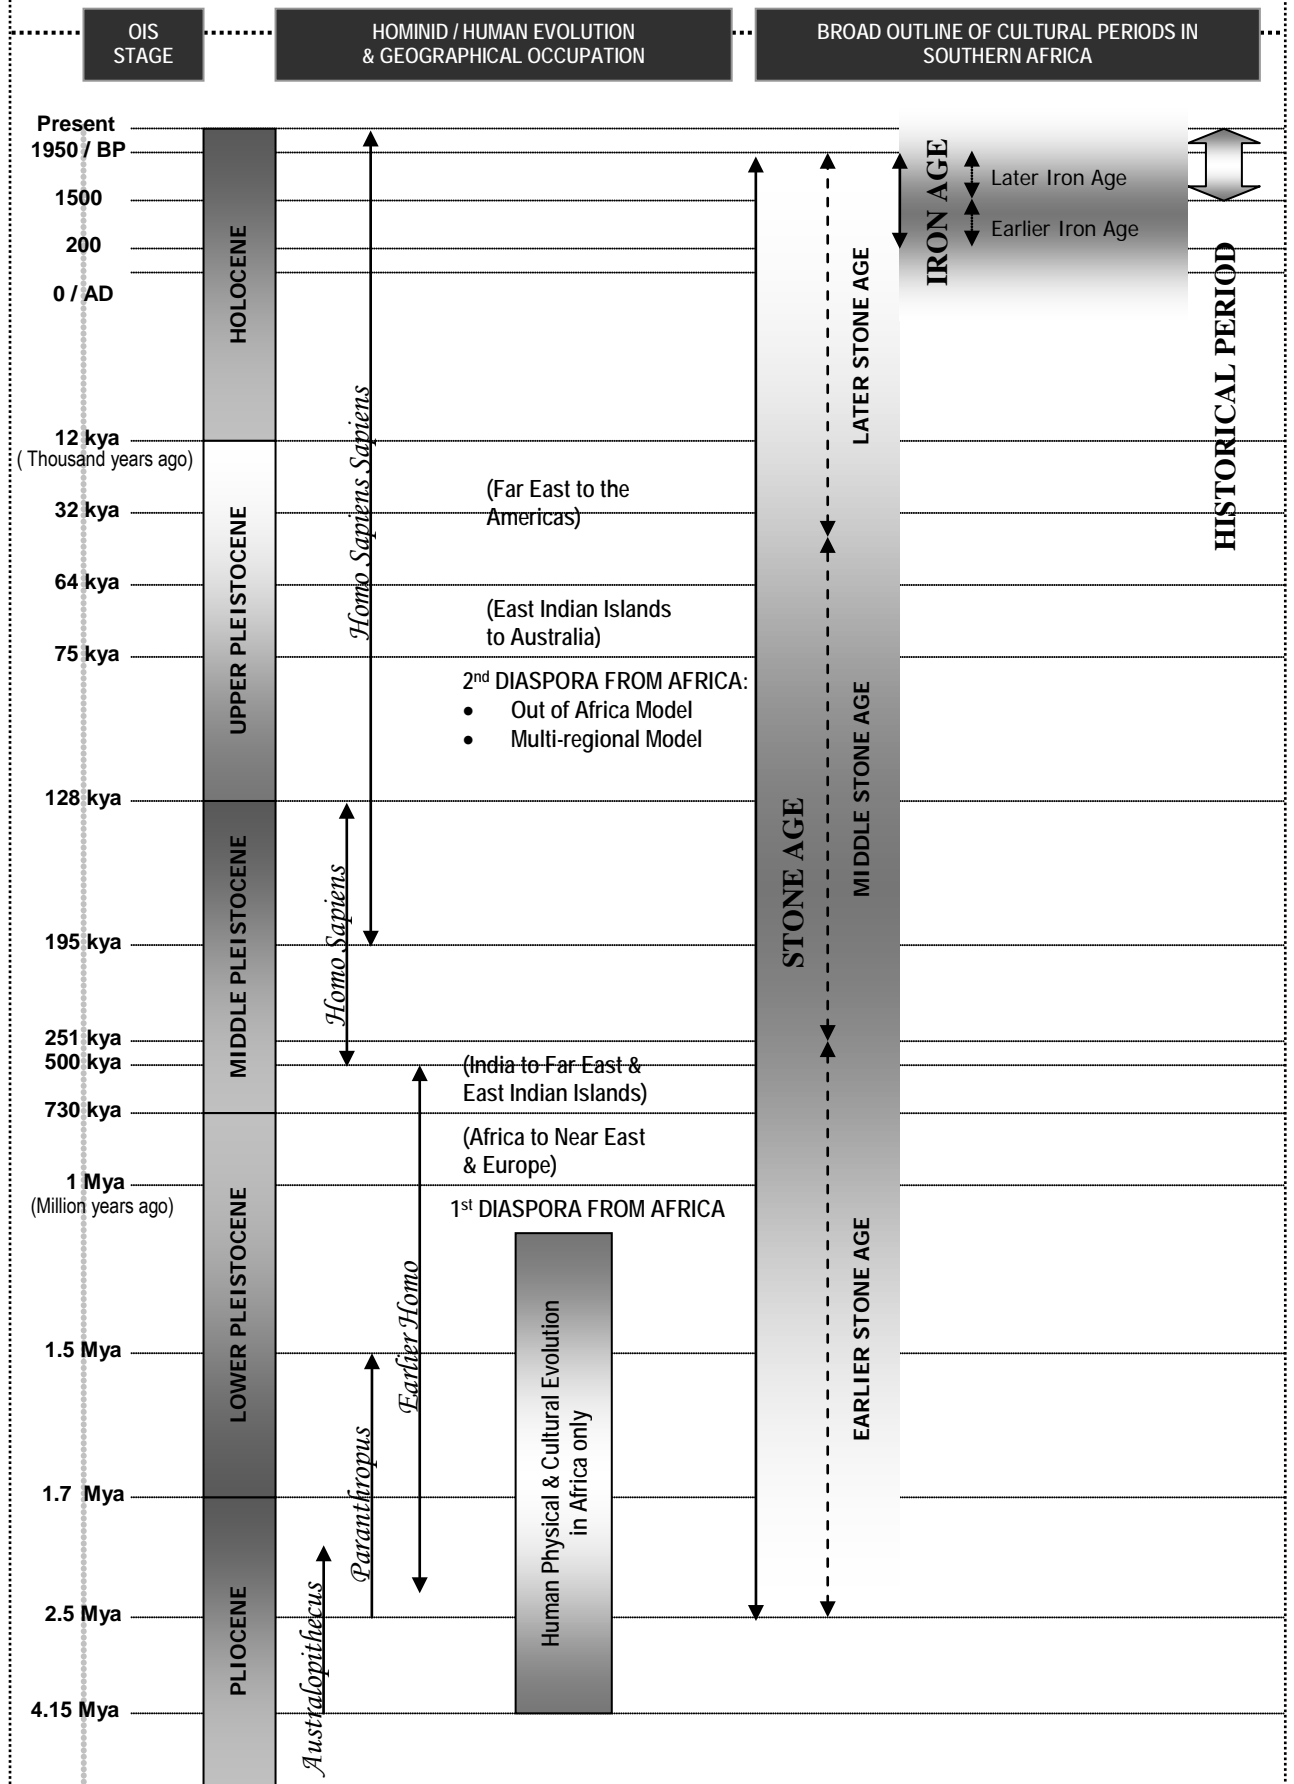 OIS
STAGE
HOMINID / HUMAN EVOLUTION
& GEOGRAPHICAL OCCUPATION
BROAD OUTLINE OF CULTURAL PERIODS IN
SOUTHERN AFRICA
Present
1950 / BP
1500
200
0 / AD
12 kya
( Thousand years ago)
32 kya
64 kya
75 kya
128 kya
195 kya
251 kya
500 kya
730 kya
1 Mya
(Million years ago)
1.5 Mya
1.7 Mya
2.5 Mya
4.15 Mya
HOLOCENE
UPPER PLEISTOCENE
MIDDLE PLEISTOCENE
LOWER PLEISTOCENE
PLIOCENE
Homo Sapiens Sapiens
Homo Sapiens
Earlier Homo
Paranthropus
Australopithecus
(Far East to the
Americas)
(East Indian Islands
to Australia)
2nd DIASPORA FROM AFRICA:
• Out of Africa Model
• Multi-regional Model
(India to Far East &
East Indian Islands)
(Africa to Near East
& Europe)
1st DIASPORA FROM AFRICA
Human Physical & Cultural Evolution
in Africa only
STONE AGE
LATER STONE AGE
MIDDLE STONE AGE
EARLIER STONE AGE
IRON AGE
Later Iron Age
Earlier Iron Age
HISTORICAL PERIOD